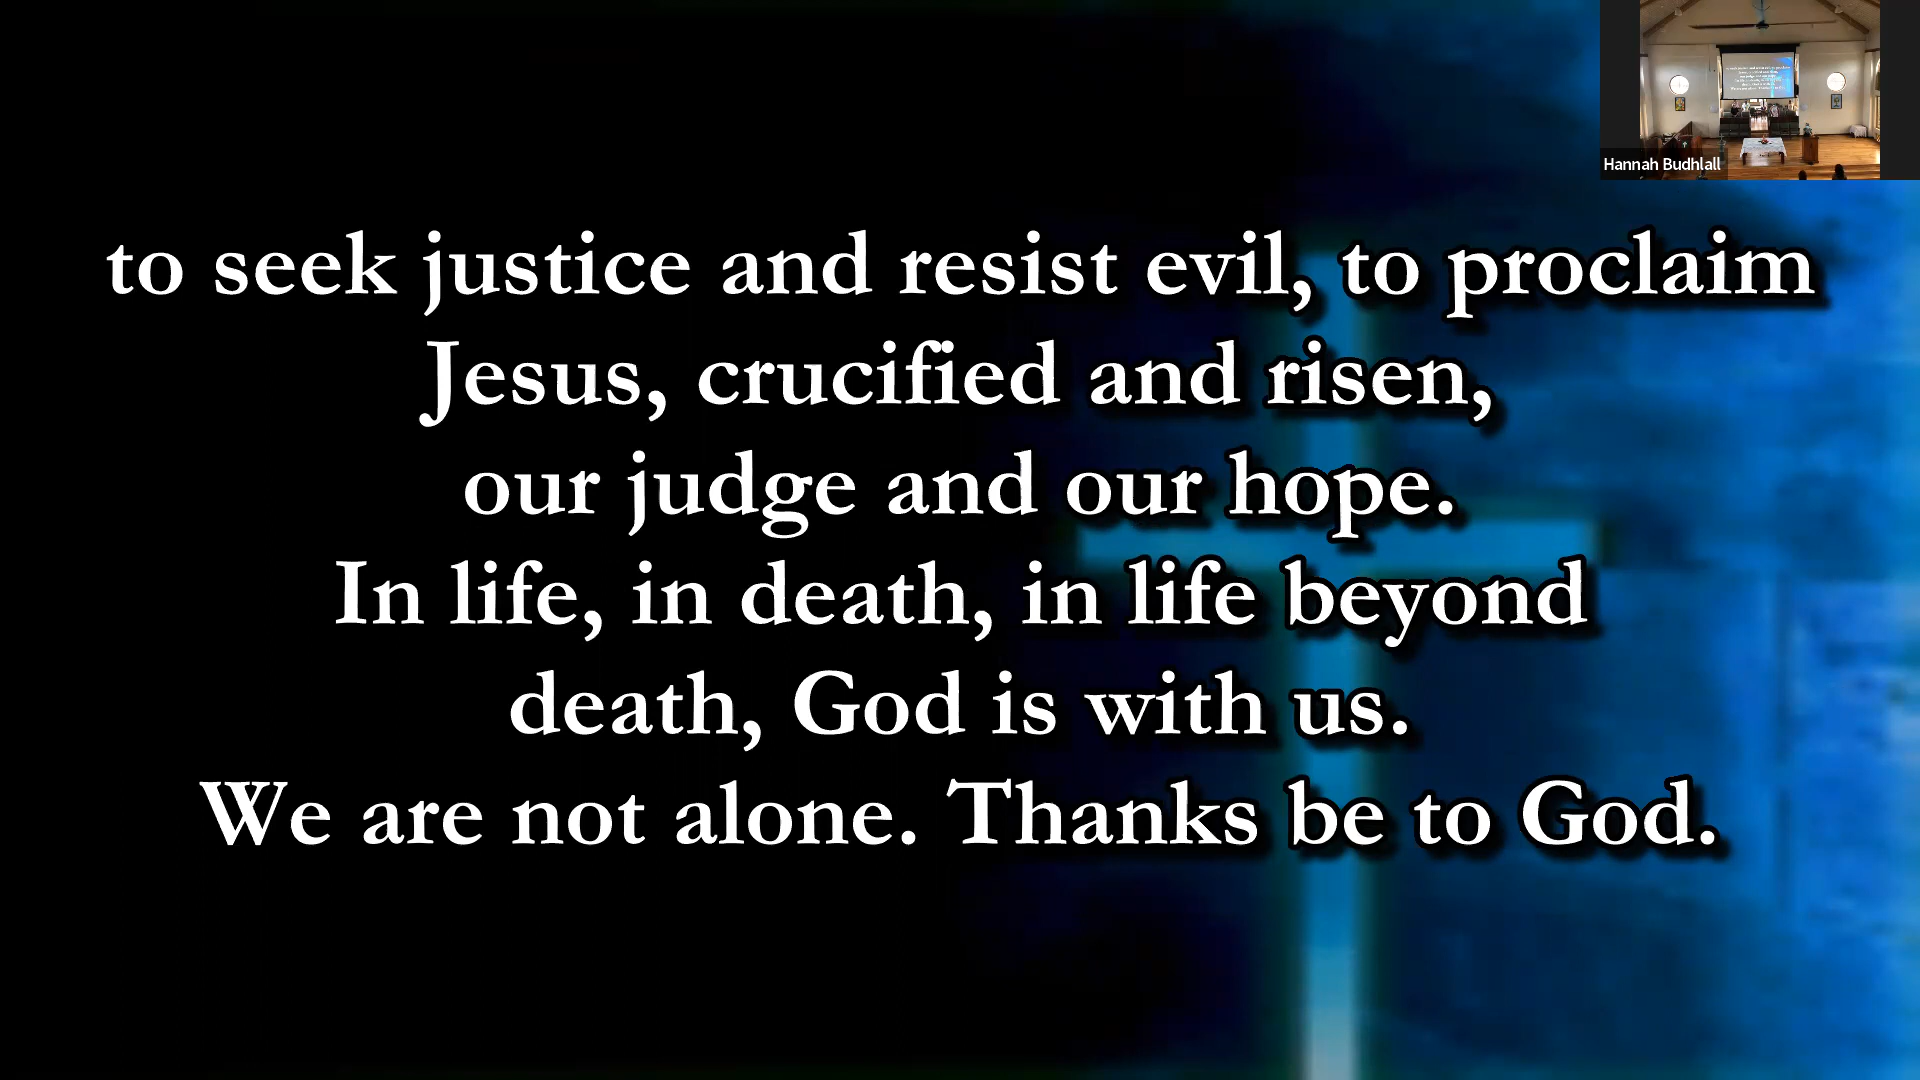 Hannah Budhlall
to seek justice and resist evil, to proclaim
Jesus, crucified and risen,
our judge and our hope.
In life, in death, in life beyond
death, God is with us.
We are not alone. Thanks be to God.